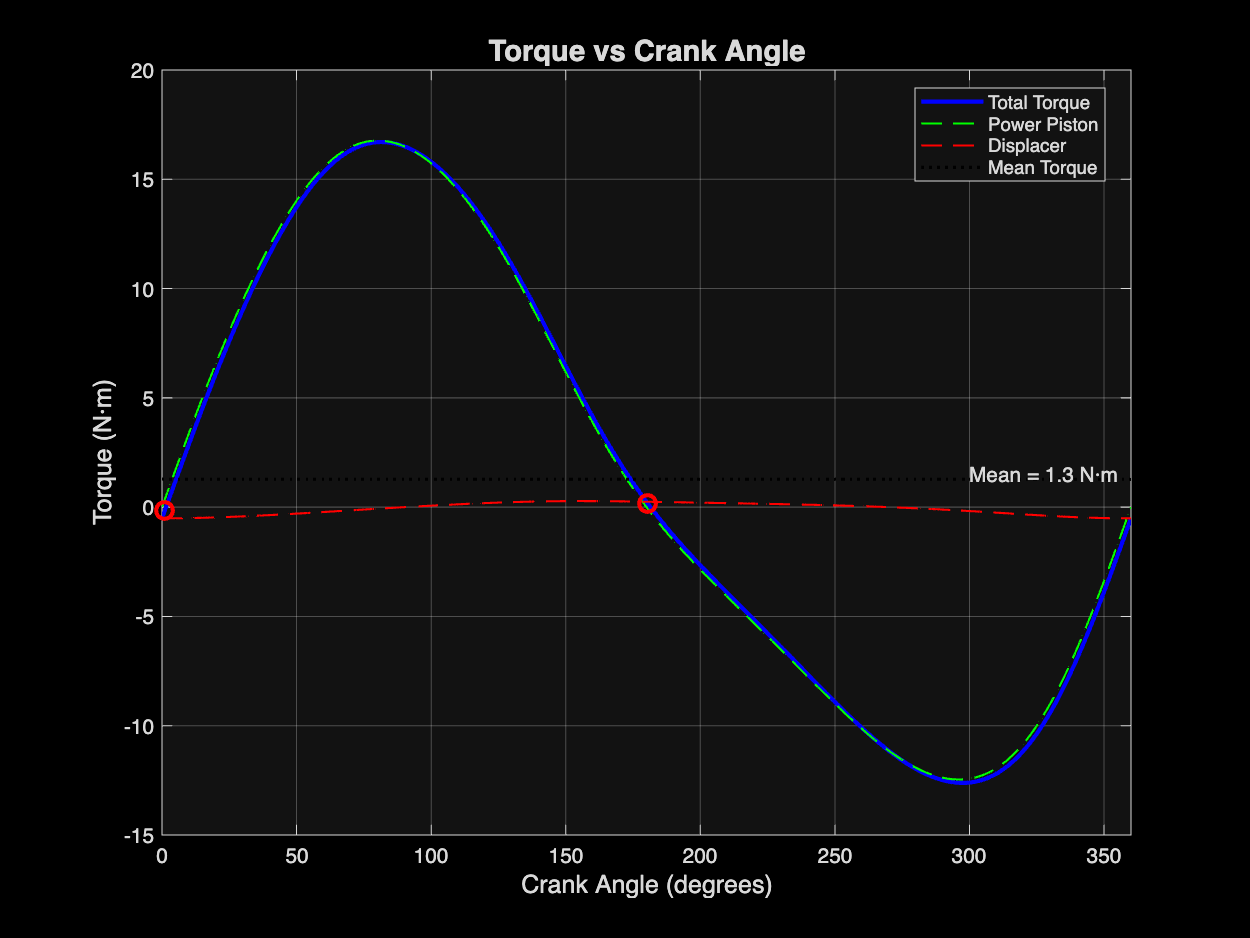 Torque vs Crank Angle
Total Torque
Power Piston
Displacer
Mean Torque
20
15
10
5
0
-5
-10
-15
Torque (N·m)
Mean = 1.3 N·m
0 50 100 150 200 250 300 350
Crank Angle (degrees)